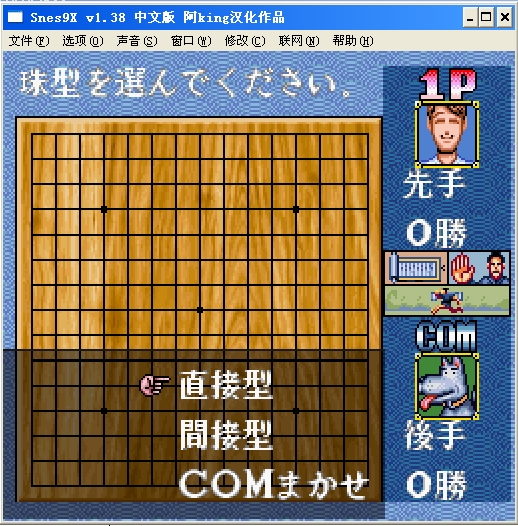 Snes9X v1.38 中文版 阿king汉化作品
文件(F) 选项(O) 声音(S) 窗口(W) 修改(C) 联网(N) 帮助(H)
珠型を選んでください。
1P
先手
0勝
COM
後手
0勝
直接型
間接型
COMまかせ